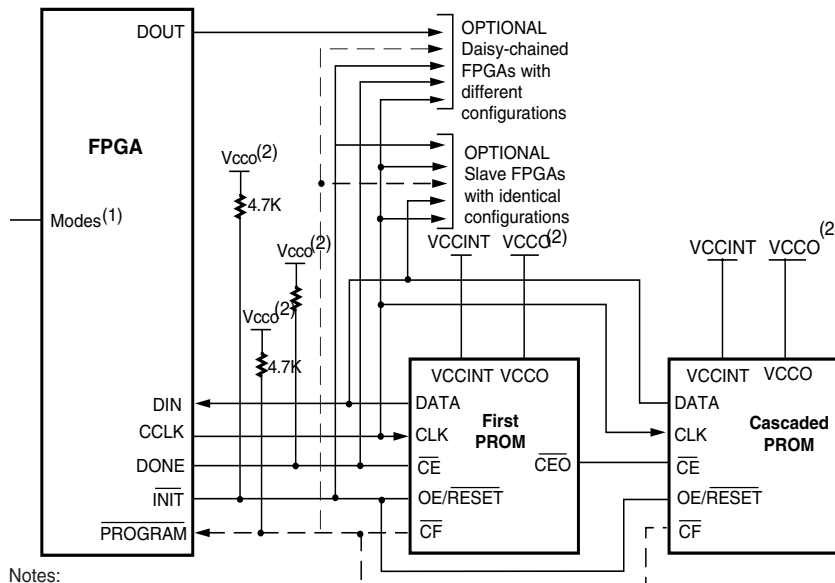 DOUT
OPTIONAL
Daisy-chained
FPGAs with
different
configurations
FPGA
Vcco(2)
4.7K
OPTIONAL
Slave FPGAs
with identical
configurations
Modes(1)
Vcco(2)
VCCINT VCCO(2)
VCCINT VCCO(2
Vcco(2)
4.7K
VCCINT VCCO
VCCINT VCCO
DIN
DATA
First
PROM
DATA
Cascaded
PROM
CCLK
CLK
CLK
DONE
CE
CEO
CE
INIT
OE/RESET
OE/RESET
PROGRAM
CF
CF
Notes: